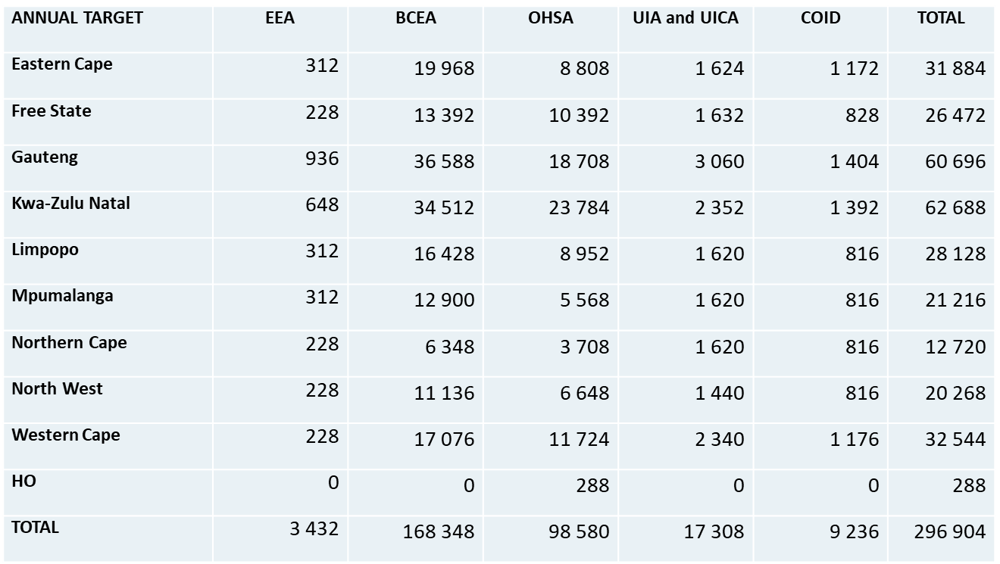 ANNUAL TARGET EEA BCEA OHSA UIA and UICA COID TOTAL
Eastern Cape 312 19 968 8 808 1 624 1 172 31 884
Free State 228 13 392 10 392 1 632 828 26 472
Gauteng 936 36 588 18 708 3 060 1 404 60 696
Kwa-Zulu Natal 648 34 512 23 784 2 352 1 392 62 688
Limpopo 312 16 428 8 952 1 620 816 28 128
Mpumalanga 312 12 900 5 568 1 620 816 21 216
Northern Cape 228 6 348 3 708 1 620 816 12 720
North West 228 11 136 6 648 1 440 816 20 268
Western Cape 228 17 076 11 724 2 340 1 176 32 544
HO 0 0 288 0 0 288
TOTAL 3 432 168 348 98 580 17 308 9 236 296 904